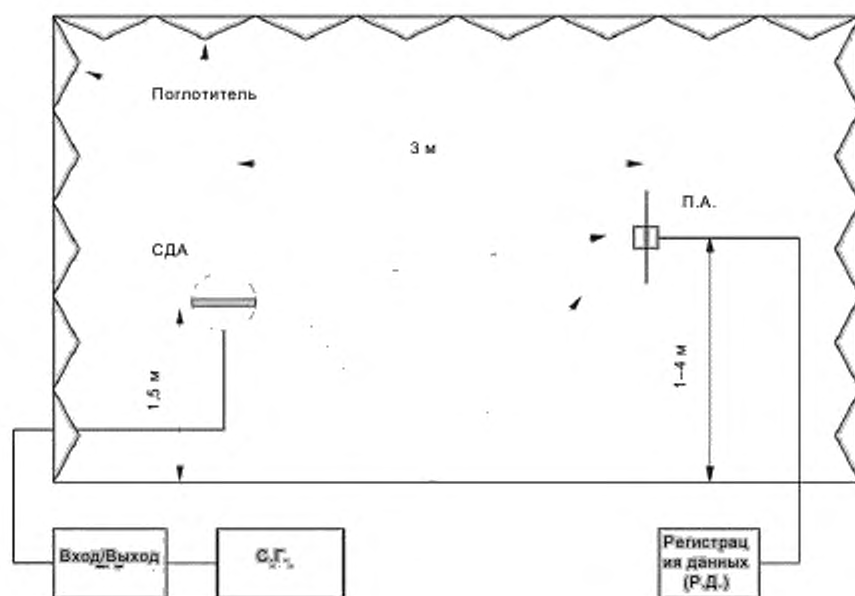 Поглотитель
3 м
П.А.
СДА
1,5 м
1–4 м
Вход/Выход
С.Г.
Регистрац
ия данных
(Р.Д.)